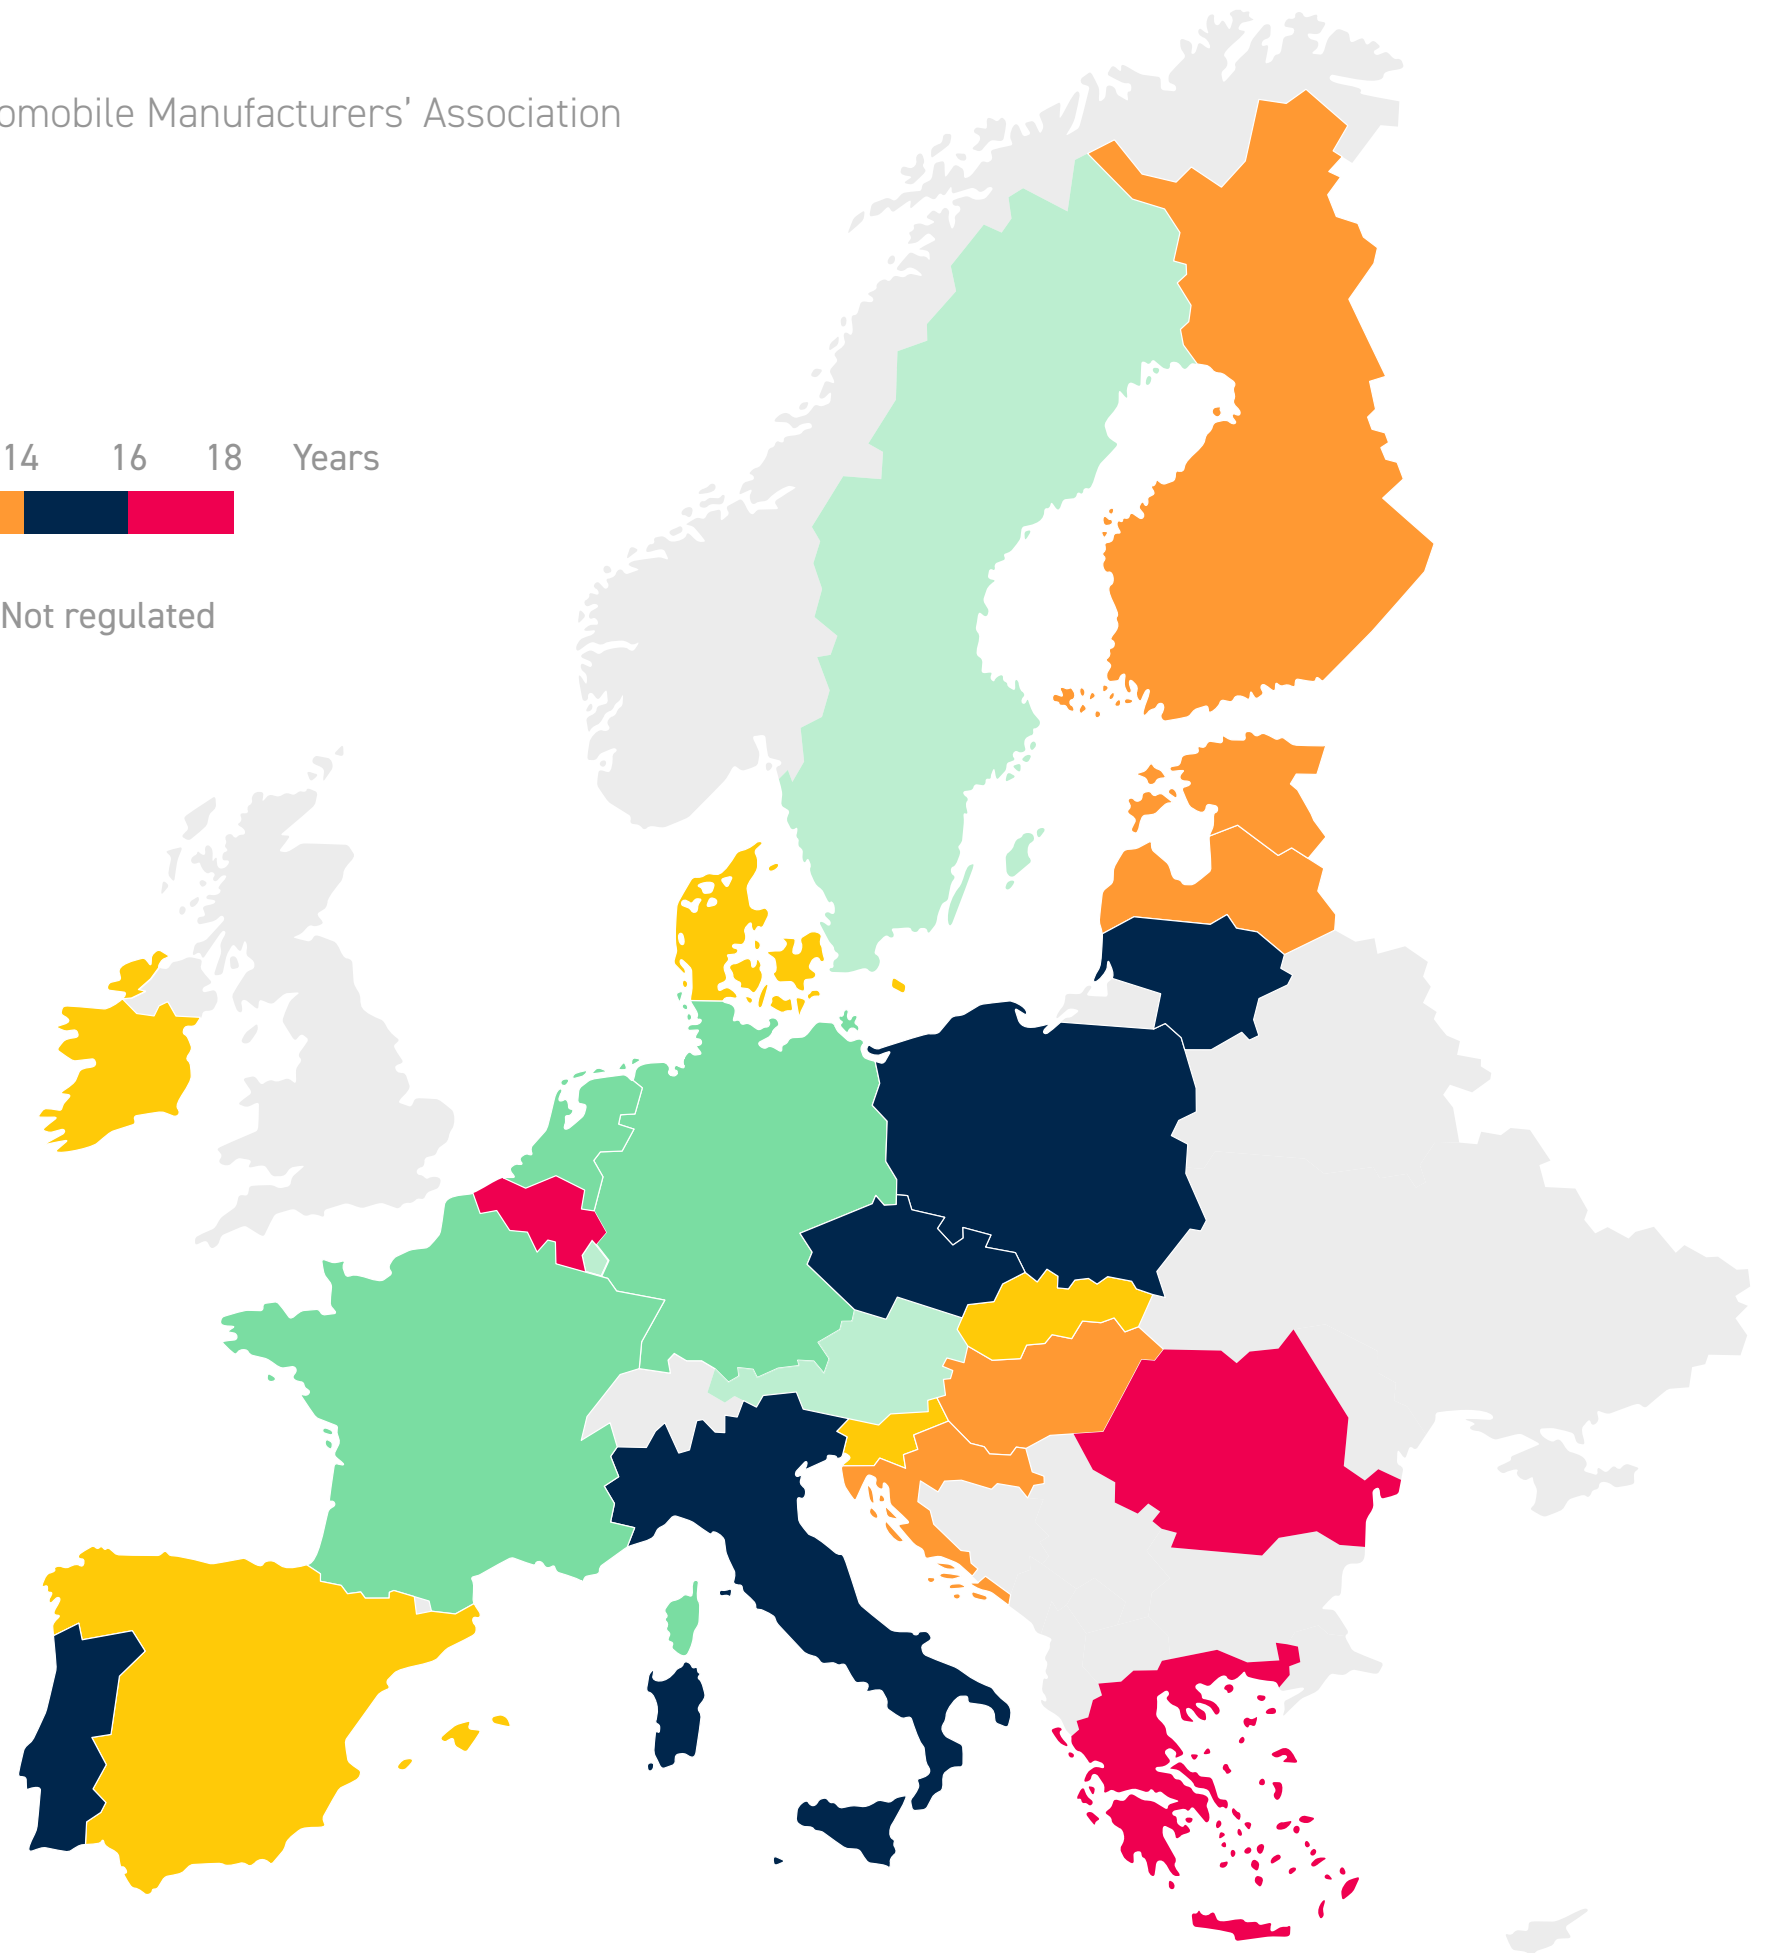 omobile Manufacturers’ Association
14 16 18 Years
Not regulated